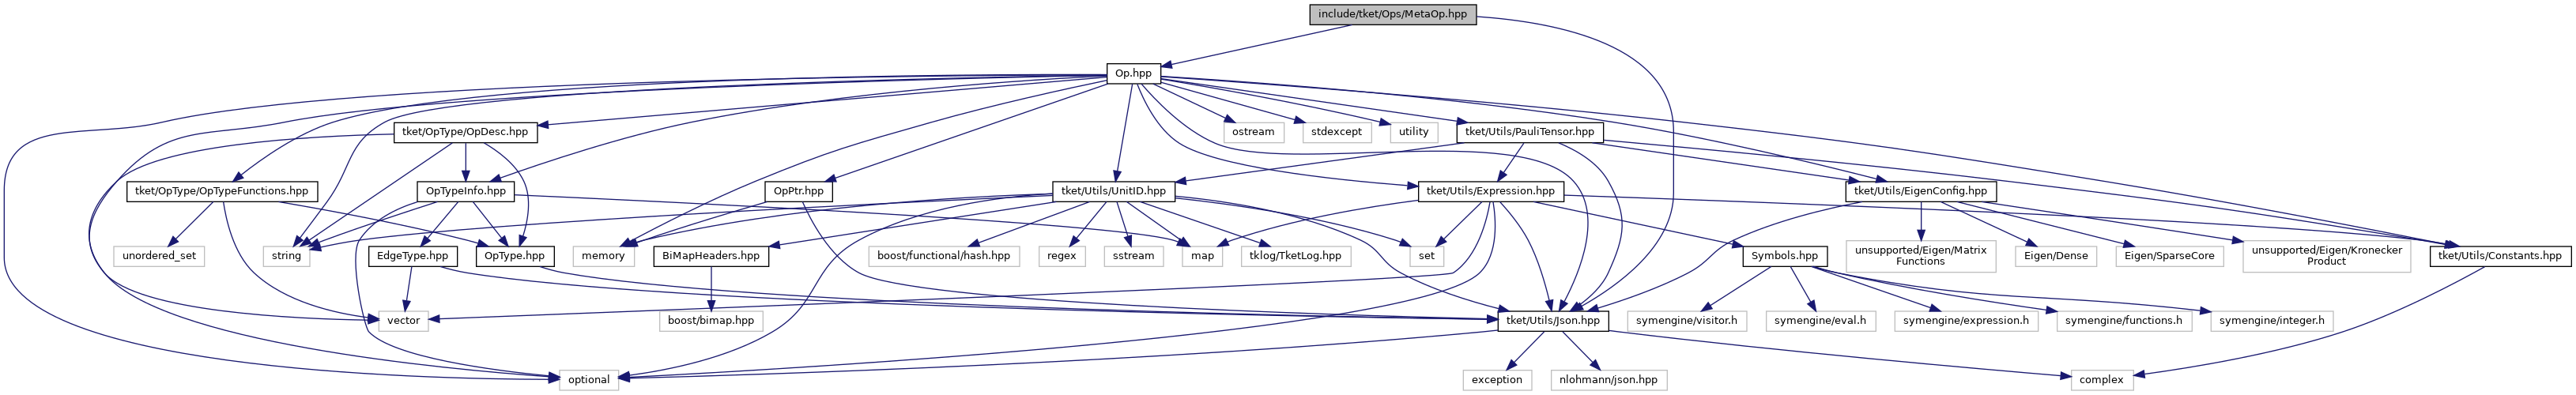 include/tket/Ops/MetaOp.hpp
Op.hpp
tket/OpType/OpDesc.hpp
ostream
stdexcept
utility
tket/Utils/PauliTensor.hpp
tket/OpType/OpTypeFunctions.hpp
OpTypeInfo.hpp
OpPtr.hpp
tket/Utils/UnitID.hpp
tket/Utils/Expression.hpp
tket/Utils/EigenConfig.hpp
unordered_set
string
EdgeType.hpp
OpType.hpp
memory
BiMapHeaders.hpp
boost/functional/hash.hpp
regex
sstream
map
tklog/TketLog.hpp
set
Symbols.hpp
unsupported/Eigen/Matrix
Functions
Eigen/Dense
Eigen/SparseCore
unsupported/Eigen/Kronecker
Product
tket/Utils/Constants.hpp
vector
boost/bimap.hpp
tket/Utils/Json.hpp
symengine/visitor.h
symengine/eval.h
symengine/expression.h
symengine/functions.h
symengine/integer.h
optional
exception
nlohmann/json.hpp
complex